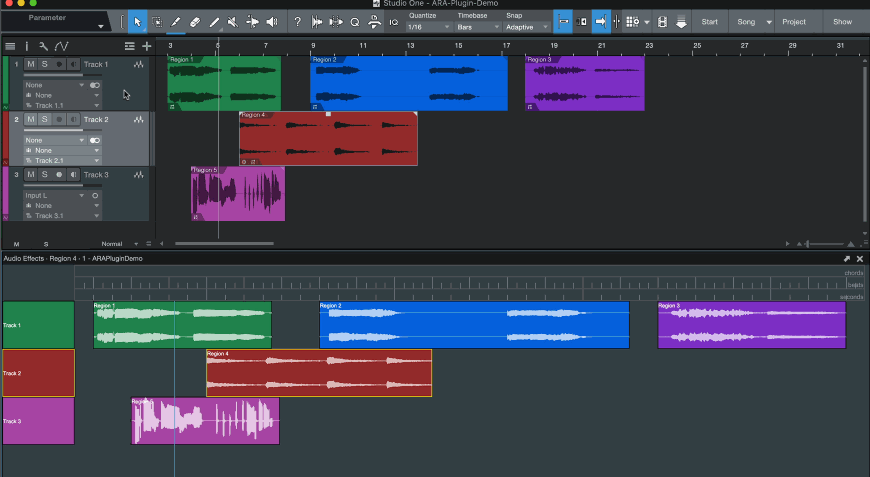 Studio One - ARA-Plugin-Demo
Parameter
? IQ Quantize Timebase Snap
1/16 Bars Adaptive
Start Song Project Show
3 5 7 9 11 13 15 17 19 21 23 25 27 29 31
1 M S Track 1
None
None
Track 1.1
2 M S Track 2
None
None
Track 2.1
3 M S Track 3
Input L
None
Track 3.1
Region 1 Region 2 Region 3
Region 4
Region 5
M S Normal
Audio Effects - Region 4 - 1 - ARAPluginDemo
chords
beats
seconds
Track 1 Region 1 Region 2 Region 3
Track 2 Region 4
Track 3